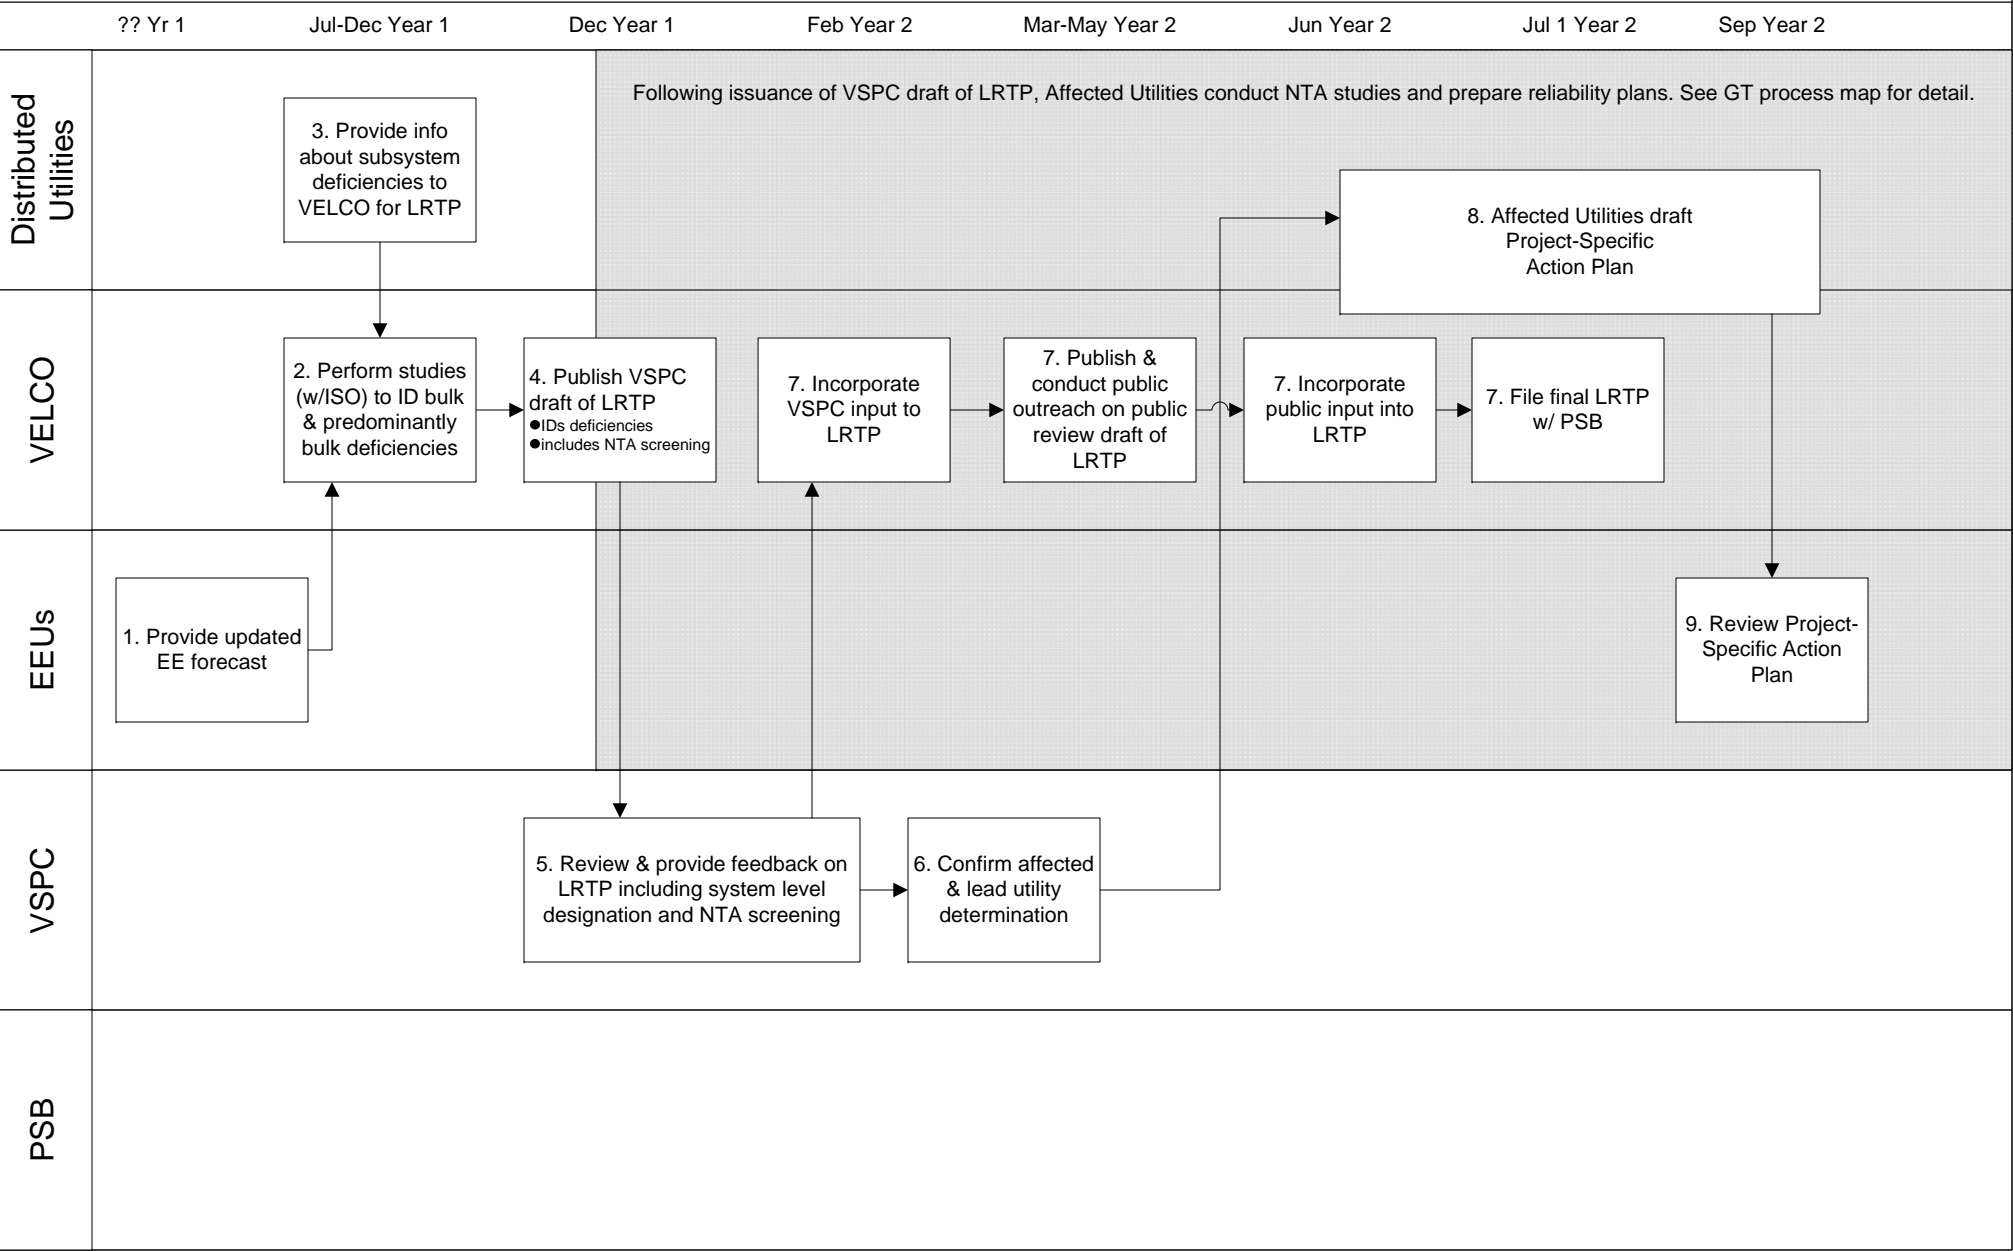 ?? Yr 1
Jul-Dec Year 1
Dec Year 1
Feb Year 2
Mar-May Year 2
Jun Year 2
Jul 1 Year 2
Sep Year 2
Distributed
Utilities
Following issuance of VSPC draft of LRTP, Affected Utilities conduct NTA studies and prepare reliability plans. See GT process map for detail.
3. Provide info
about subsystem
deficiencies to
VELCO for LRTP
8. Affected Utilities draft
Project-Specific
Action Plan
VELCO
2. Perform studies
(w/ISO) to ID bulk
& predominantly
bulk deficiencies
4. Publish VSPC
draft of LRTP
●IDs deficiencies
●includes NTA screening
7. Incorporate
VSPC input to
LRTP
7. Publish &
conduct public
outreach on public
review draft of
LRTP
7. Incorporate
public input into
LRTP
7. File final LRTP
w/ PSB
EEUs
1. Provide updated
EE forecast
9. Review Project-
Specific Action
Plan
VSPC
5. Review & provide feedback on
LRTP including system level
designation and NTA screening
6. Confirm affected
& lead utility
determination
PSB